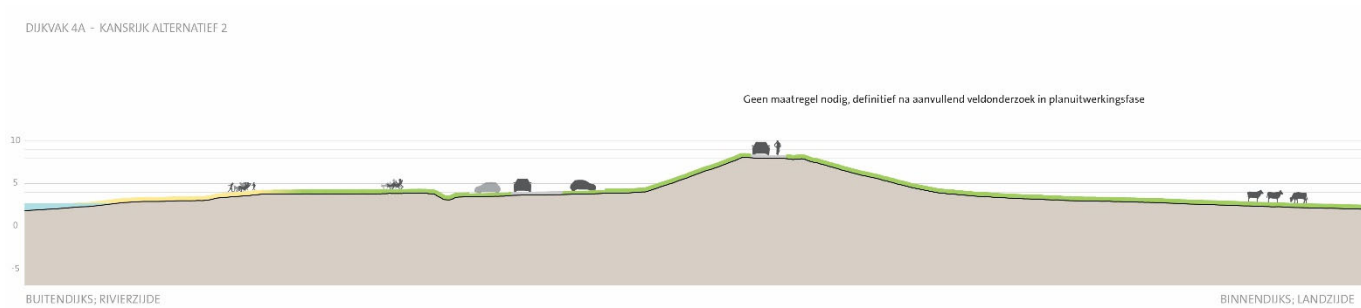 DIJKVAK 4A - KANSRIJK ALTERNATIEF 2
Geen maatregel nodig, definitief na aanvullend veldonderzoek in planuitwerkingsfase
10
5
0
-5
BUITENDIJKS; RIVIERZIJDE
BINNENDIJKS; LANDZIJDE